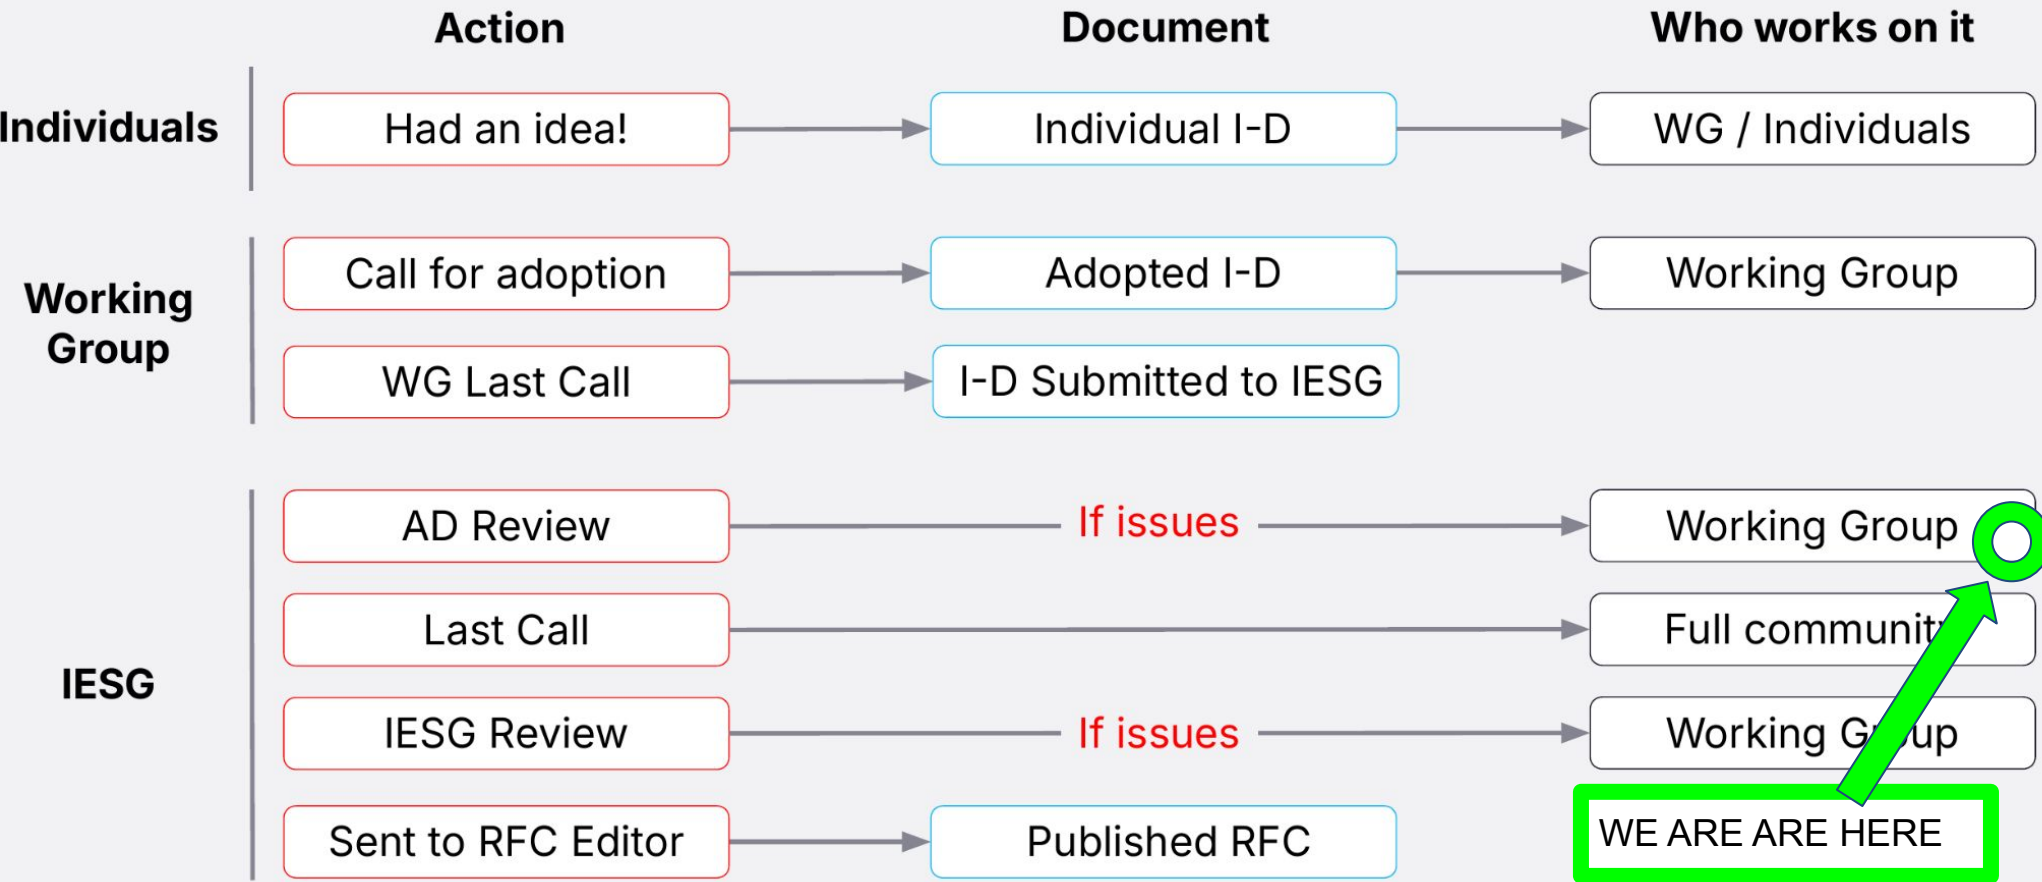 Action Document Who works on it
Individuals Had an idea! Individual I-D WG / Individuals
Working
Group
Call for adoption Adopted I-D Working Group
WG Last Call I-D Submitted to IESG
IESG
AD Review If issues Working Group
Last Call Full community
IESG Review If issues Working Group
Sent to RFC Editor Published RFC
WE ARE ARE HERE